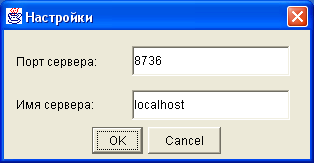 Настройки
Порт сервера: 8736
Имя сервера: localhost
OK Cancel